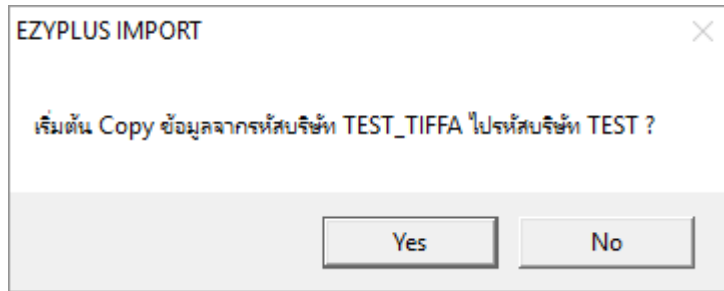 EZYPLUS IMPORT
เริ่มต้น Copy ข้อมูลจากรหัสบริษัท TEST_TIFFA ไปรหัสบริษัท TEST ?
Yes
No